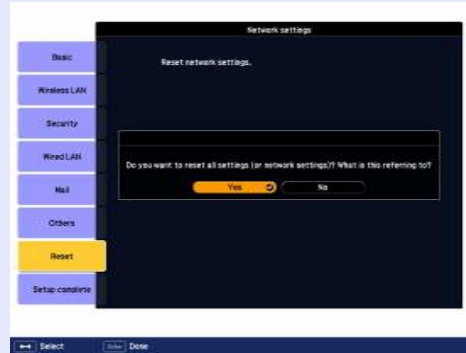 Network settings
Basic
Reset network settings.
Wireless LAN
Security
Wired LAN
Do you want to reset all settings (or network settings)? What is this referring to?
Yes
No
Mail
Others
Reset
Setup complete
Select
Enter Done